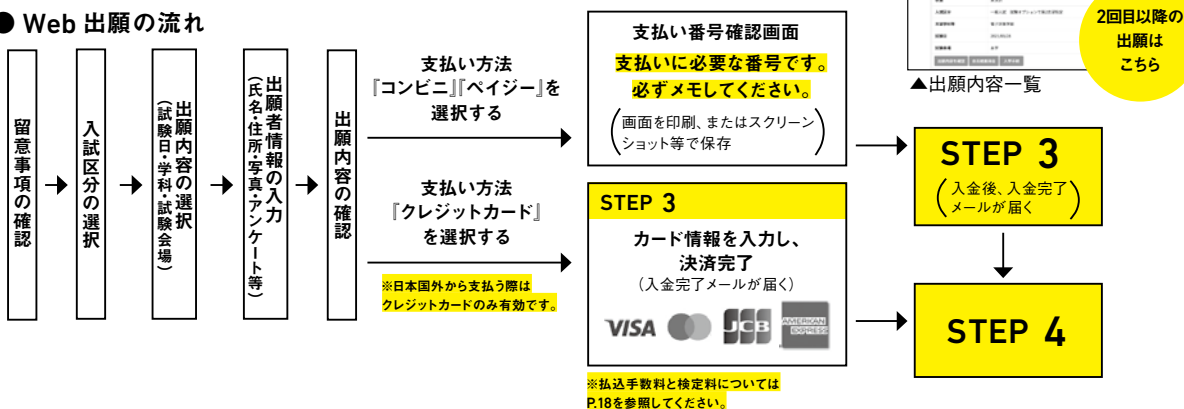 ● Web 出願の流れ
留意事項の確認
入試区分の選択
出願内容の選択
(試験日・学科・試験会場)
出願者情報の入力
(氏名・住所・写真・アンケート等)
出願内容の確認
支払い方法
『コンビニ』『ペイジー』を
選択する
支払い方法
『クレジットカード』
を選択する
※日本国外から支払う際は
クレジットカードのみ有効です。
支払い番号確認画面
支払いに必要な番号です。
必ずメモしてください。
(画面を印刷、またはスクリーン
ショット等で保存)
STEP 3
カード情報を入力し、
決済完了
(入金完了メールが届く)
VISA
JCB
AMERICAN
EXPRESS
※払込手数料と検定料については
P.18を参照してください。
▲出願内容一覧
2回目以降の
出願は
こちら
STEP 3
(入金後、入金完了
メールが届く)
STEP 4